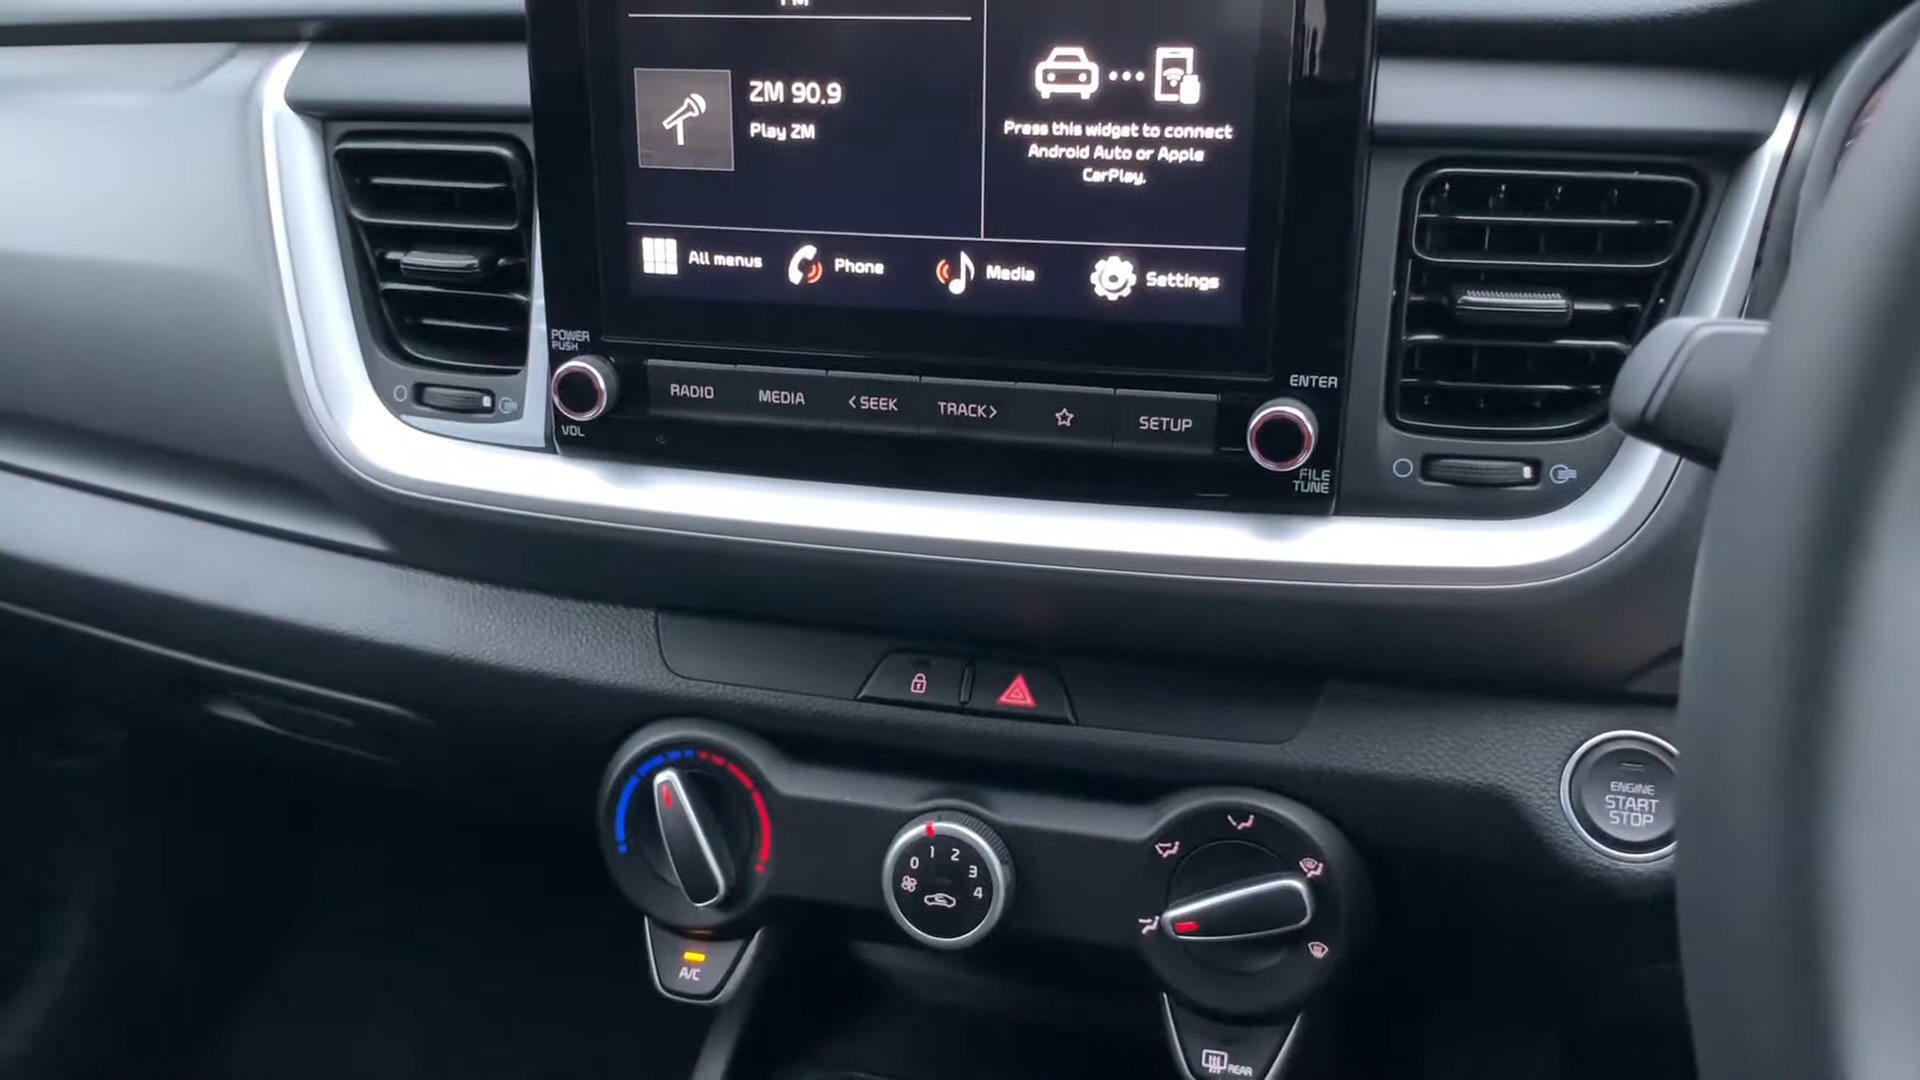 ZM 90.9
Play ZM
Press this widget to connect
Android Auto or Apple
CarPlay.
All menus
Phone
Media
Settings
POWER
PUSH
VOL
RADIO
MEDIA
<SEEK
TRACK>
SETUP
ENTER
FILE
TUNE
ENGINE
START
STOP
0 1 2 3 4
A/C
REAR